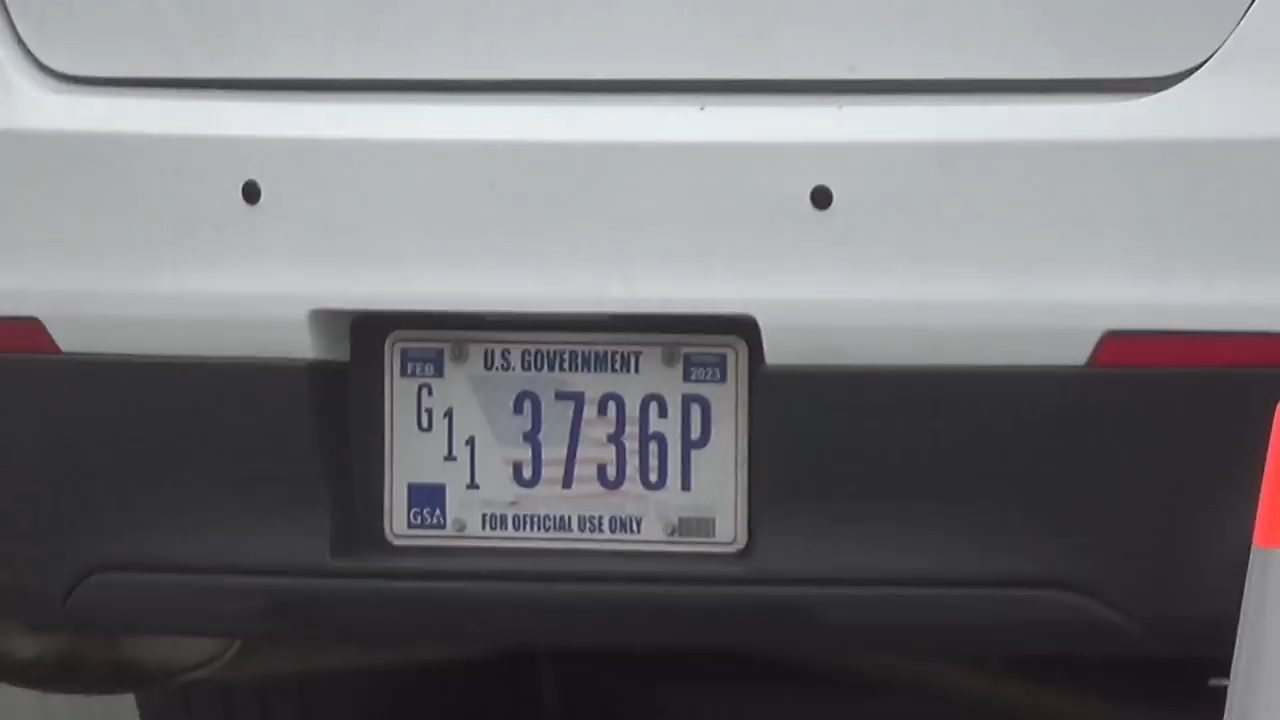 FEB
U.S. GOVERNMENT
2023
G11 3736P
GSA
FOR OFFICIAL USE ONLY